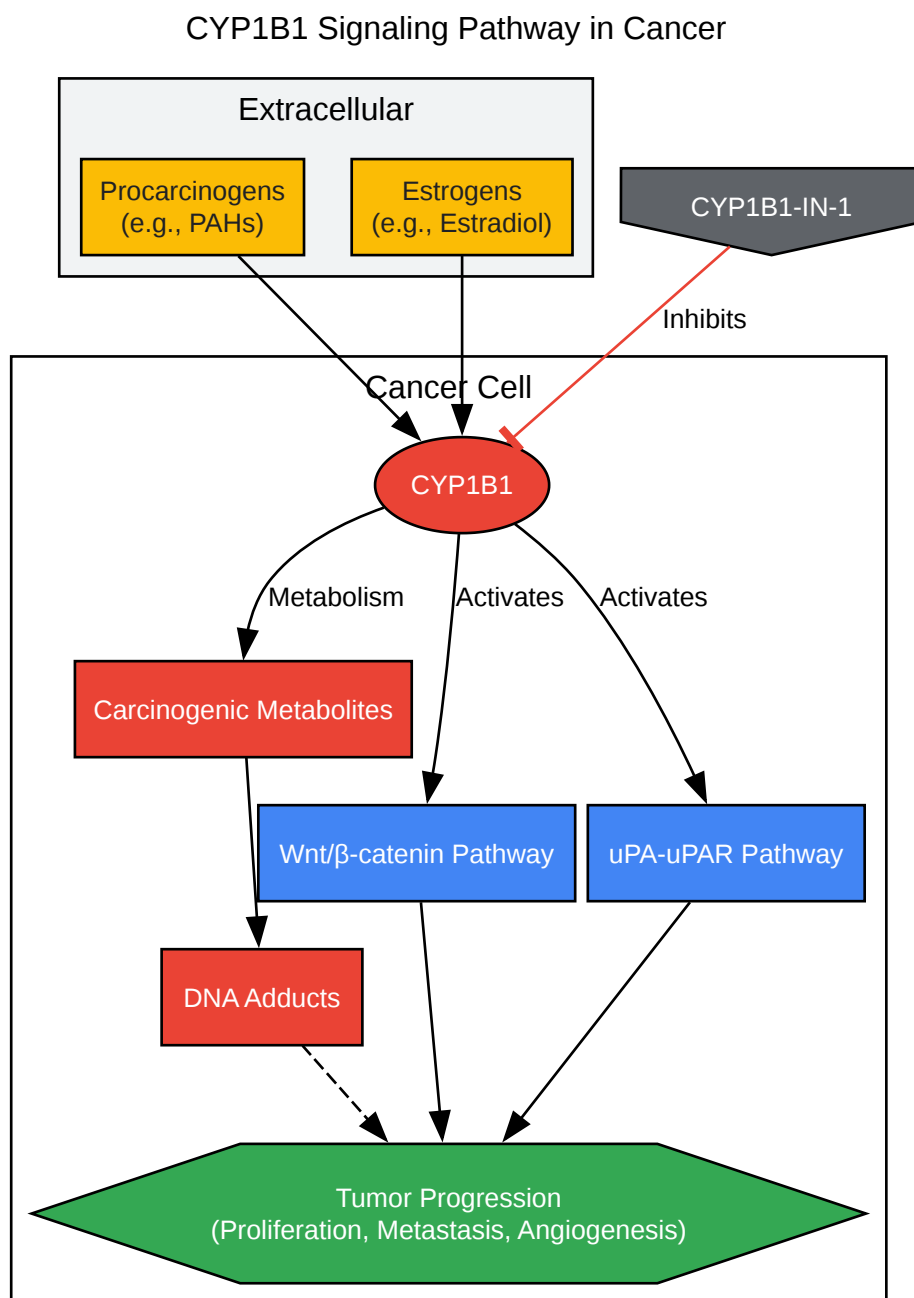 CYP1B1 Signaling Pathway in Cancer
Extracellular
Procarcinogens
(e.g., PAHs)
Estrogens
(e.g., Estradiol)
CYP1B1-IN-1
Inhibits
Cancer Cell
CYP1B1
Metabolism
Activates
Activates
Carcinogenic Metabolites
Wnt/β-catenin Pathway
uPA-uPAR Pathway
DNA Adducts
Tumor Progression
(Proliferation, Metastasis, Angiogenesis)